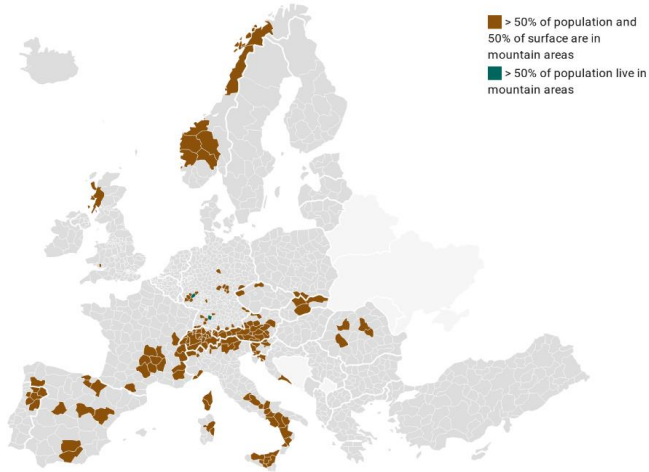 > 50% of population and
50% of surface are in
mountain areas
> 50% of population live in
mountain areas